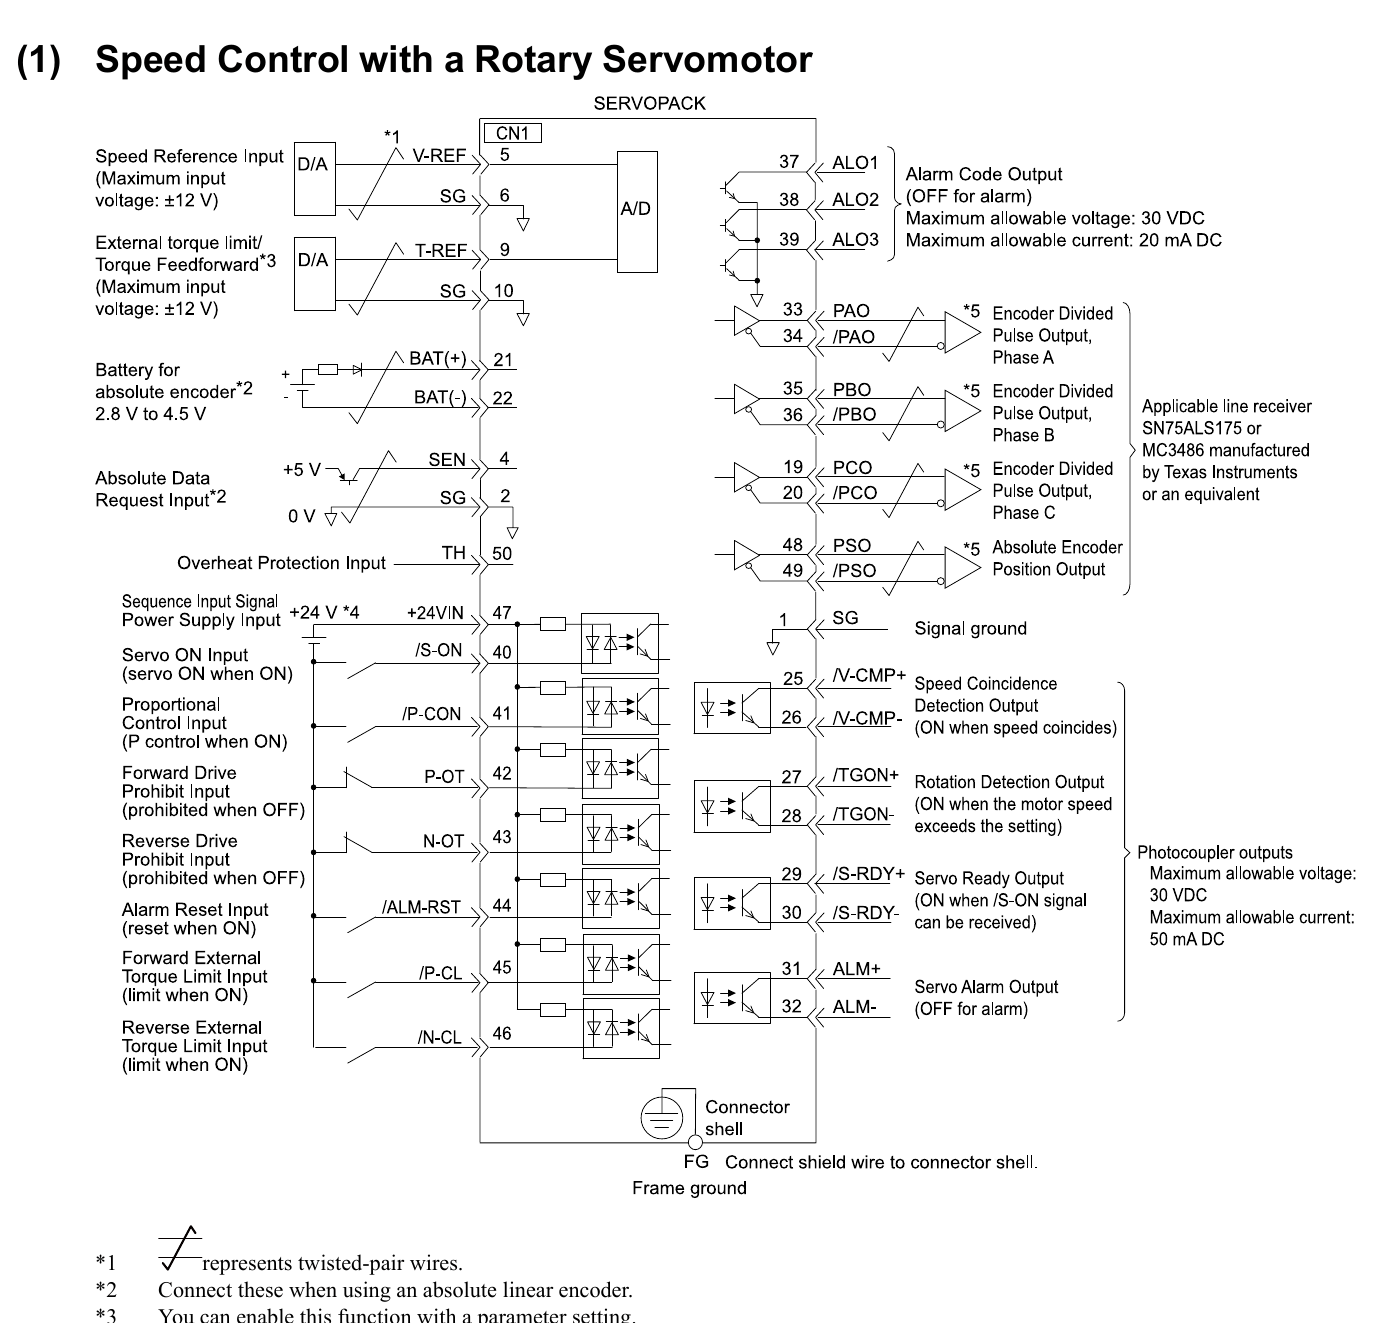 (1) Speed Control with a Rotary Servomotor
SERVOPACK
CN1
*1
Speed Reference Input
(Maximum input
voltage: ±12 V)
D/A
V-REF
5
SG
6
A/D
External torque limit/
Torque Feedforward*3
(Maximum input
voltage: ±12 V)
D/A
T-REF
9
SG
10
Battery for
absolute encoder*2
2.8 V to 4.5 V
+
-
BAT(+)
21
BAT(-)
22
Absolute Data
Request Input*2
+5 V
0 V
SEN
4
SG
2
Overheat Protection Input
TH
50
Sequence Input Signal
Power Supply Input
+24 V *4
+24VIN
47
Servo ON Input
(servo ON when ON)
/S-ON
40
Proportional
Control Input
(P control when ON)
/P-CON
41
Forward Drive
Prohibit Input
(prohibited when OFF)
P-OT
42
Reverse Drive
Prohibit Input
(prohibited when OFF)
N-OT
43
Alarm Reset Input
(reset when ON)
/ALM-RST
44
Forward External
Torque Limit Input
(limit when ON)
/P-CL
45
Reverse External
Torque Limit Input
(limit when ON)
/N-CL
46
37
ALO1
38
ALO2
39
ALO3
Alarm Code Output
(OFF for alarm)
Maximum allowable voltage: 30 VDC
Maximum allowable current: 20 mA DC
33
PAO
34
/PAO
*5
Encoder Divided
Pulse Output,
Phase A
35
PBO
36
/PBO
*5
Encoder Divided
Pulse Output,
Phase B
19
PCO
20
/PCO
*5
Encoder Divided
Pulse Output,
Phase C
48
PSO
49
/PSO
*5
Absolute Encoder
Position Output
Applicable line receiver
SN75ALS175 or
MC3486 manufactured
by Texas Instruments
or an equivalent
1
SG
Signal ground
25
/V-CMP+
26
/V-CMP-
Speed Coincidence
Detection Output
(ON when speed coincides)
27
/TGON+
28
/TGON-
Rotation Detection Output
(ON when the motor speed
exceeds the setting)
29
/S-RDY+
30
/S-RDY-
Servo Ready Output
(ON when /S-ON signal
can be received)
31
ALM+
32
ALM-
Servo Alarm Output
(OFF for alarm)
Photocoupler outputs
Maximum allowable voltage:
30 VDC
Maximum allowable current:
50 mA DC
Connector
shell
FG Connect shield wire to connector shell.
Frame ground
*1 represents twisted-pair wires.
*2 Connect these when using an absolute linear encoder.
*3 You can enable this function with a parameter setting.